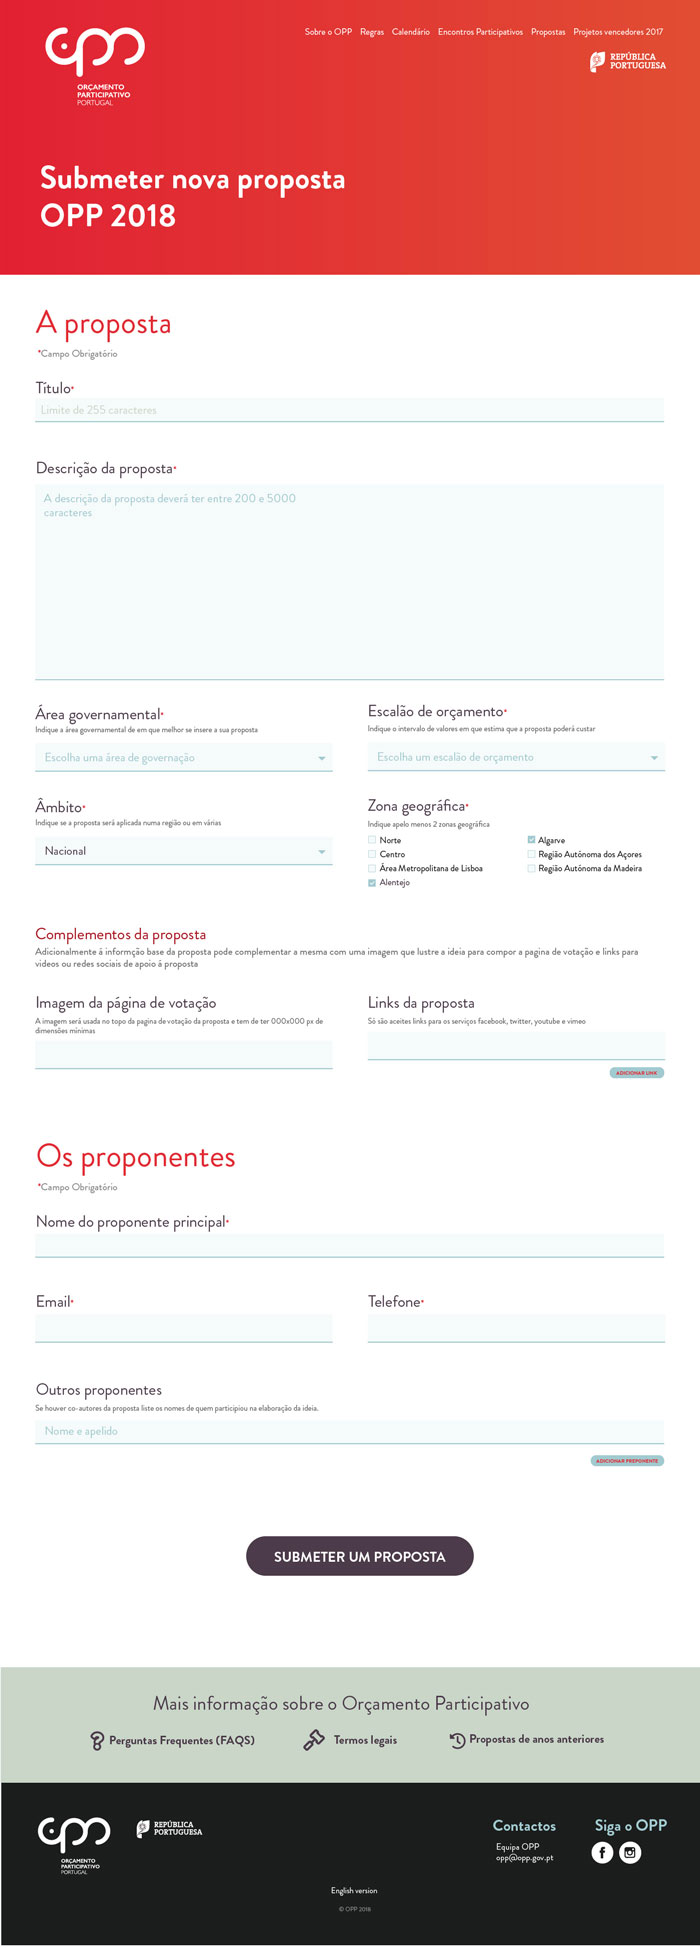 Sobre o OPP Regras Calendário Encontros Participativos Propostas Projetos vencedores 2017
opp
ORÇAMENTO
PARTICIPATIVO
PORTUGAL
REPÚBLICA
PORTUGUESA
Submeter nova proposta
OPP 2018
A proposta
*Campo Obrigatório
Título*
Limite de 255 caracteres
Descrição da proposta*
A descrição da proposta deverá ter entre 200 e 5000
caracteres
Área governamental*
Indique a área governamental de em que melhor se insere a sua proposta
Escolha uma área de governação
Escalão de orçamento*
Indique o intervalo de valores em que estima que a proposta poderá custar
Escolha um escalão de orçamento
Âmbito*
Indique se a proposta será aplicada numa região ou em várias
Nacional
Zona geográfica*
Indique apelo menos 2 zonas geográfica
Norte
Centro
Área Metropolitana de Lisboa
Alentejo
Algarve
Região Autónoma dos Açores
Região Autónoma da Madeira
Complementos da proposta
Adicionalmente à informção base da proposta pode complementar a mesma com uma imagem que lustre a ideia para compor a pagina de votação e links para
videos ou redes sociais de apoio à proposta
Imagem da página de votação
A imagem será usada no topo da pagina de votação da proposta e tem de ter 000x000 px de
dimensões minimas
Links da proposta
Só são aceites links para os serviços facebook, twitter, youtube e vimeo
ADICIONAR LINK
Os proponentes
*Campo Obrigatório
Nome do proponente principal*
Email*
Telefone*
Outros proponentes
Se houver co-autores da proposta liste os nomes de quem participiou na elaboração da ideia.
Nome e apelido
ADICIONAR PREPONENTE
SUBMETER UM PROPOSTA
Mais informação sobre o Orçamento Participativo
Perguntas Frequentes (FAQS) Termos legais Propostas de anos anteriores
opp
ORÇAMENTO
PARTICIPATIVO
PORTUGAL
REPÚBLICA
PORTUGUESA
Contactos
Equipa OPP
opp@opp.gov.pt
Siga o OPP
English version
© OPP 2018